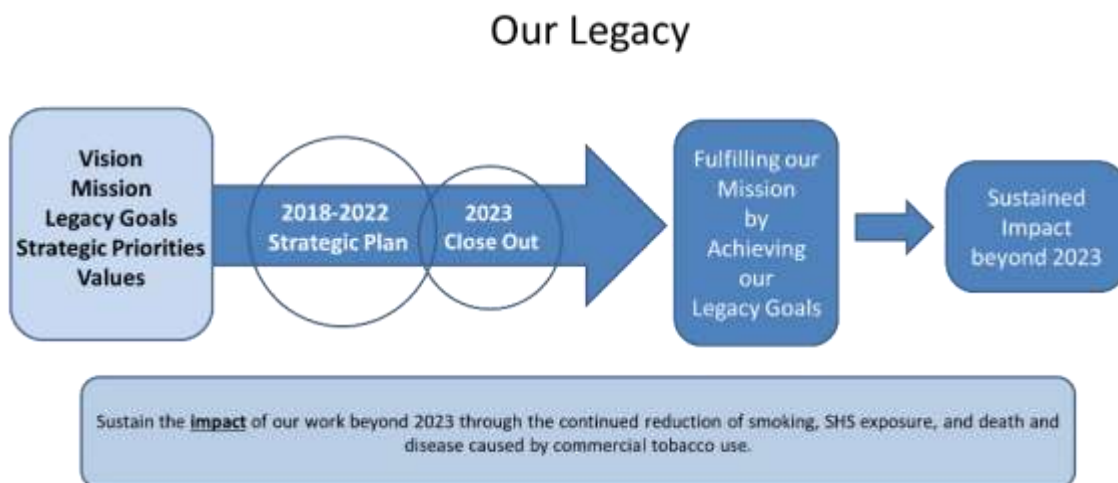 Our Legacy
Vision
Mission
Legacy Goals
Strategic Priorities
Values
2018-2022
Strategic Plan
2023
Close Out
Fulfilling our
Mission
by
Achieving
our
Legacy Goals
Sustained
Impact
beyond 2023
Sustain the impact of our work beyond 2023 through the continued reduction of smoking, SHS exposure, and death and
disease caused by commercial tobacco use.